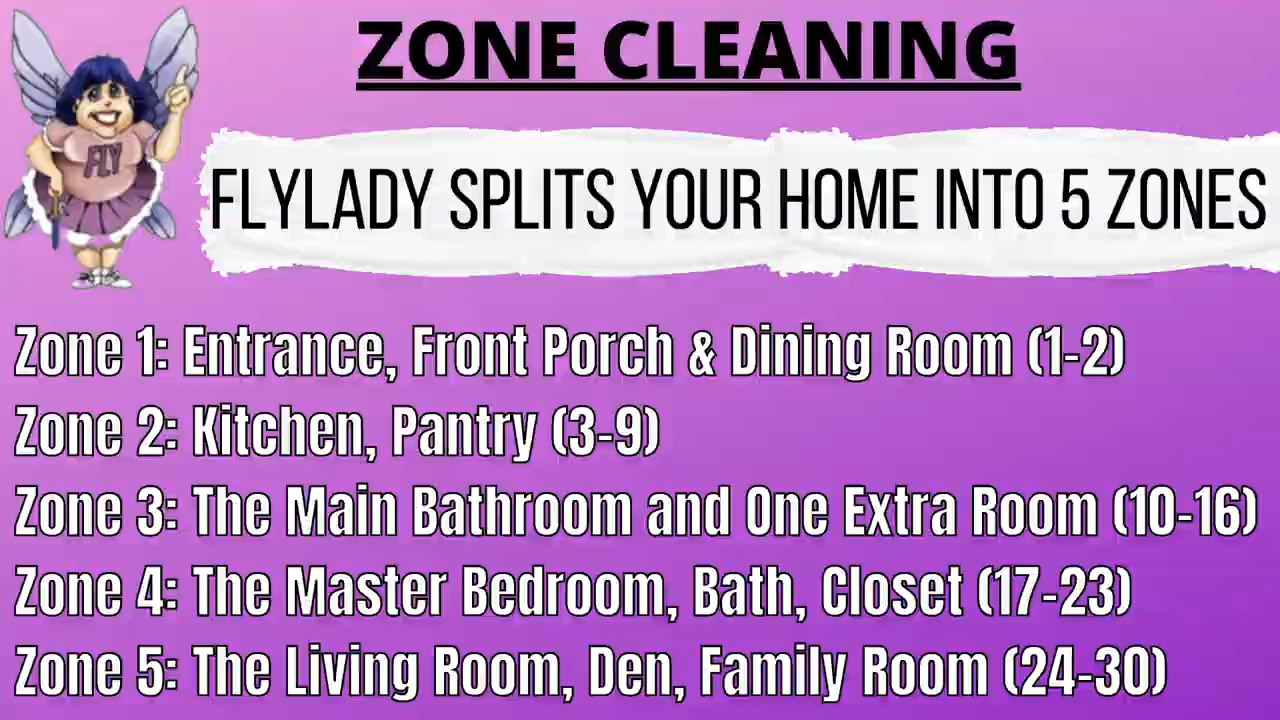 ZONE CLEANING
FLY
FLYLADY SPLITS YOUR HOME INTO 5 ZONES
Zone 1: Entrance, Front Porch & Dining Room (1-2)
Zone 2: Kitchen, Pantry (3-9)
Zone 3: The Main Bathroom and One Extra Room (10-16)
Zone 4: The Master Bedroom, Bath, Closet (17-23)
Zone 5: The Living Room, Den, Family Room (24-30)